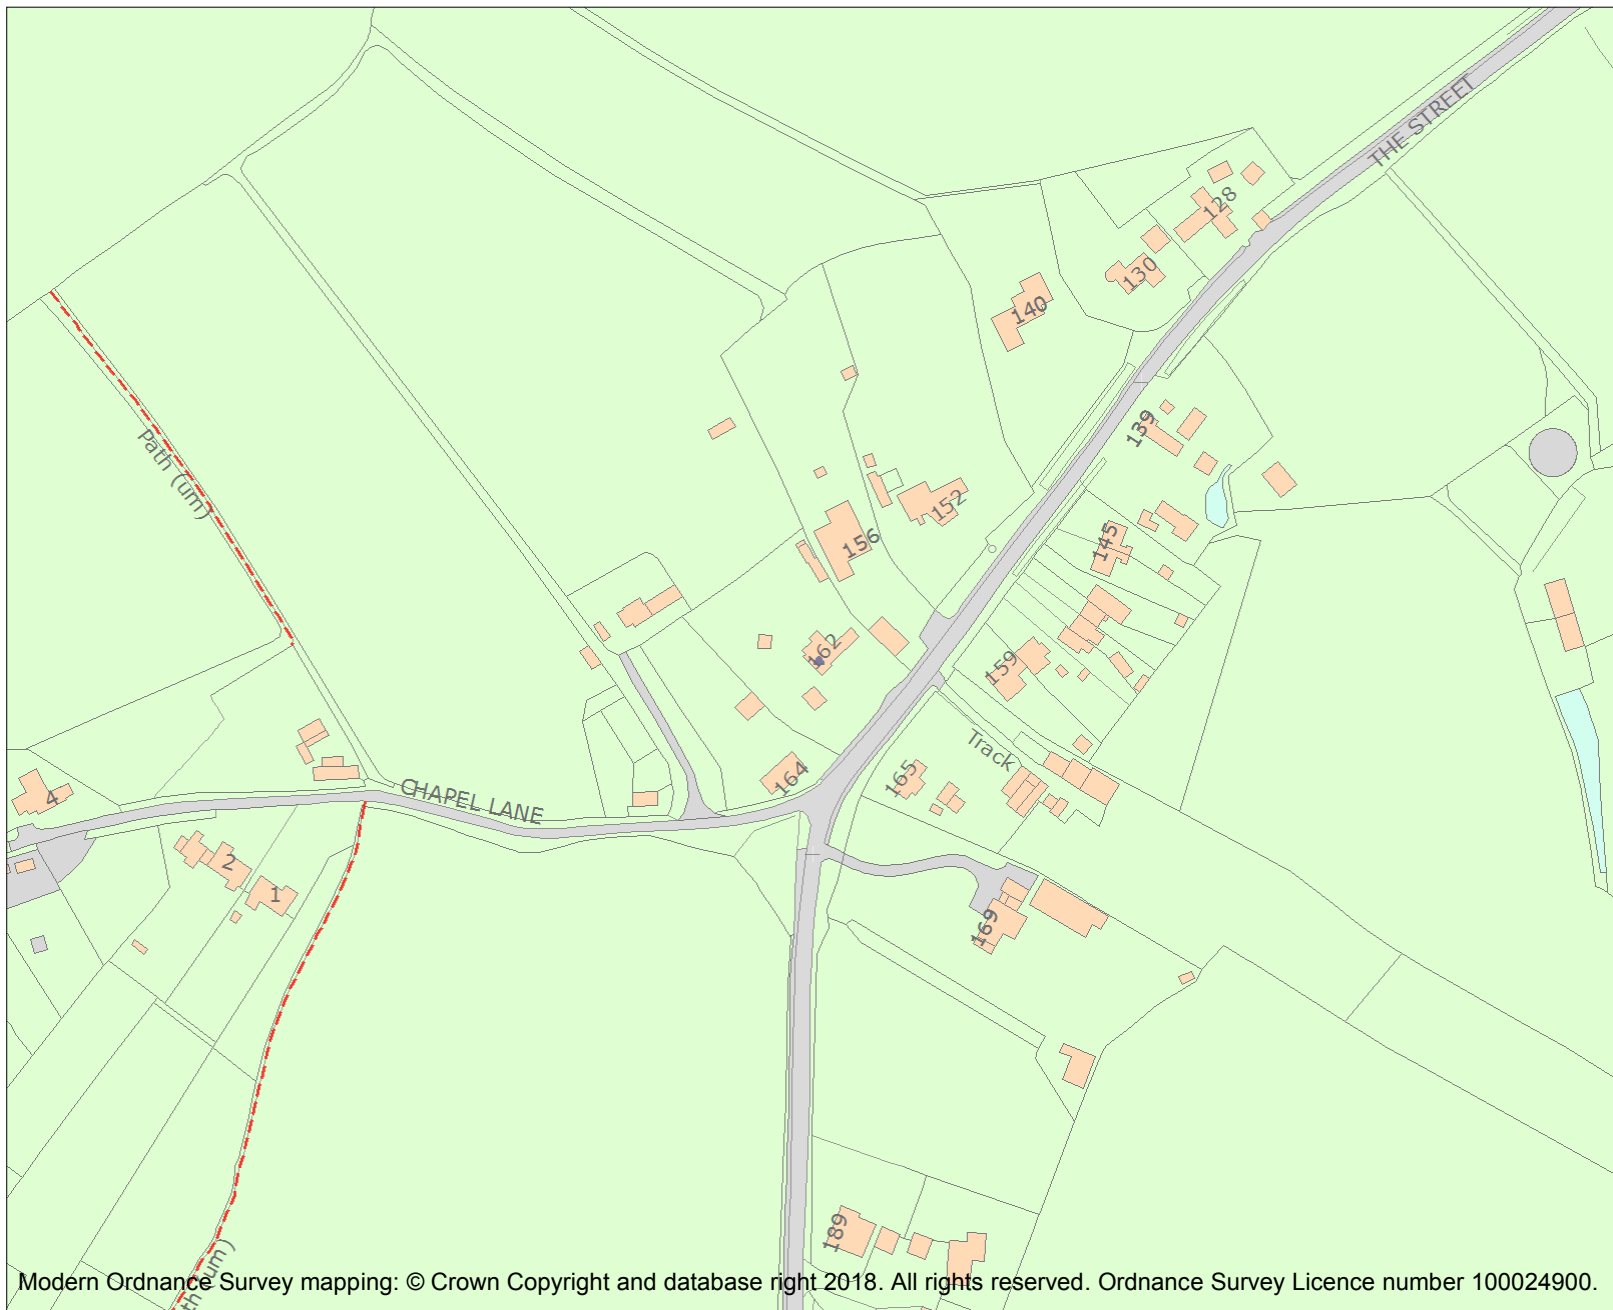 THE STREET
128
130
140
139
Path (um)
152
145
156
162
159
Track
164
165
CHAPEL LANE
4
2
1
169
189
th (um)
Modern Ordnance Survey mapping: © Crown Copyright and database right 2018. All rights reserved. Ordnance Survey Licence number 100024900.